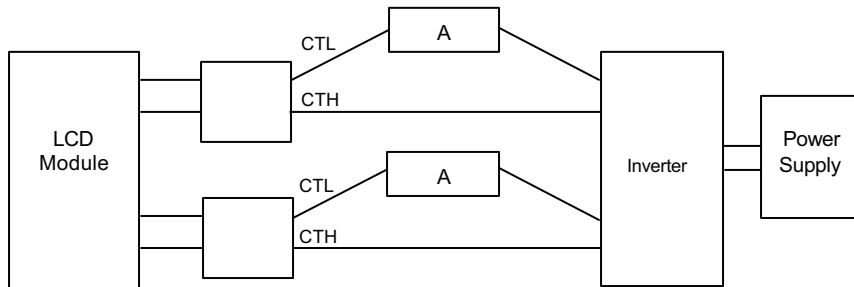 CTL
A
CTH
LCD
Module
CTL
A
CTH
Inverter
Power
Supply